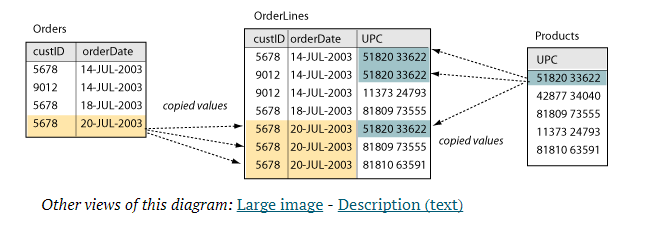 Orders
custID orderDate
5678 14-JUL-2003
9012 14-JUL-2003
5678 18-JUL-2003
5678 20-JUL-2003
copied values
OrderLines
custID orderDate UPC
5678 14-JUL-2003 51820 33622
9012 14-JUL-2003 51820 33622
9012 14-JUL-2003 11373 24793
5678 18-JUL-2003 81809 73555
5678 20-JUL-2003 51820 33622
5678 20-JUL-2003 81809 73555
5678 20-JUL-2003 81810 63591
copied values
Products
UPC
51820 33622
42877 34040
81809 73555
11373 24793
81810 63591
Other views of this diagram: Large image - Description (text)